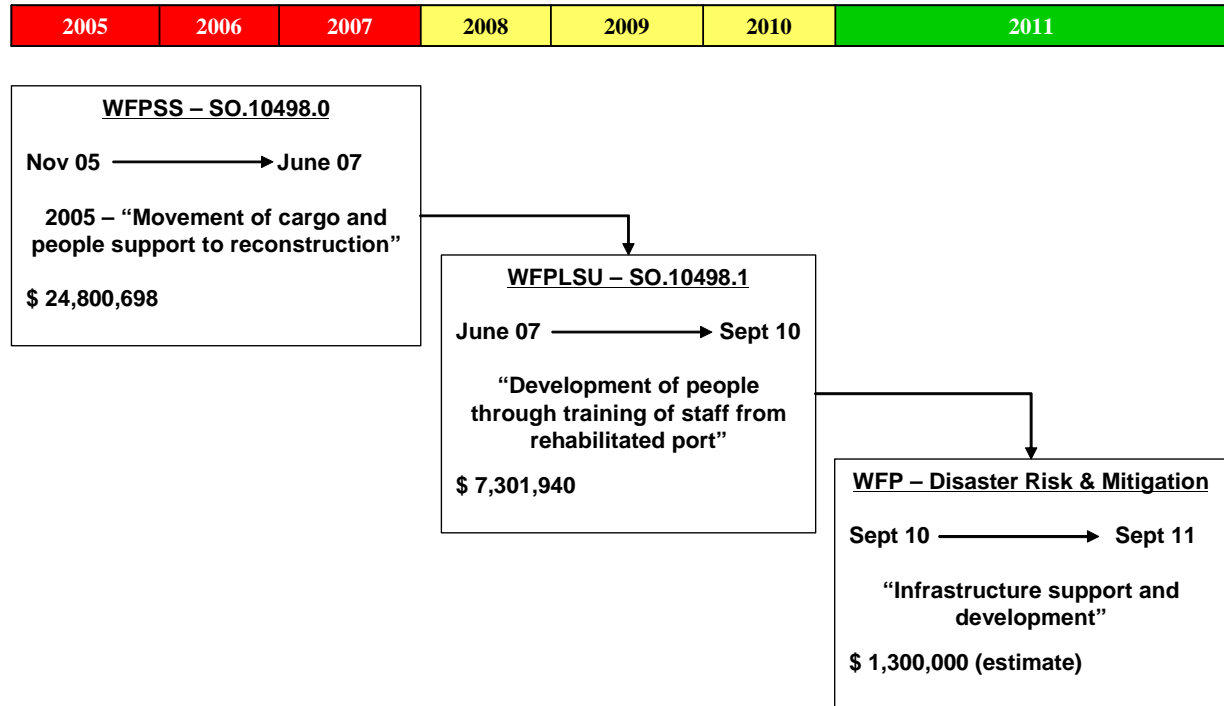 2005 2006 2007 2008 2009 2010 2011
WFPSS – SO.10498.0
Nov 05 June 07
2005 – “Movement of cargo and
people support to reconstruction”
$ 24,800,698
WFPLSU – SO.10498.1
June 07 Sept 10
“Development of people
through training of staff from
rehabilitated port”
$ 7,301,940
WFP – Disaster Risk & Mitigation
Sept 10 Sept 11
“Infrastructure support and
development”
$ 1,300,000 (estimate)